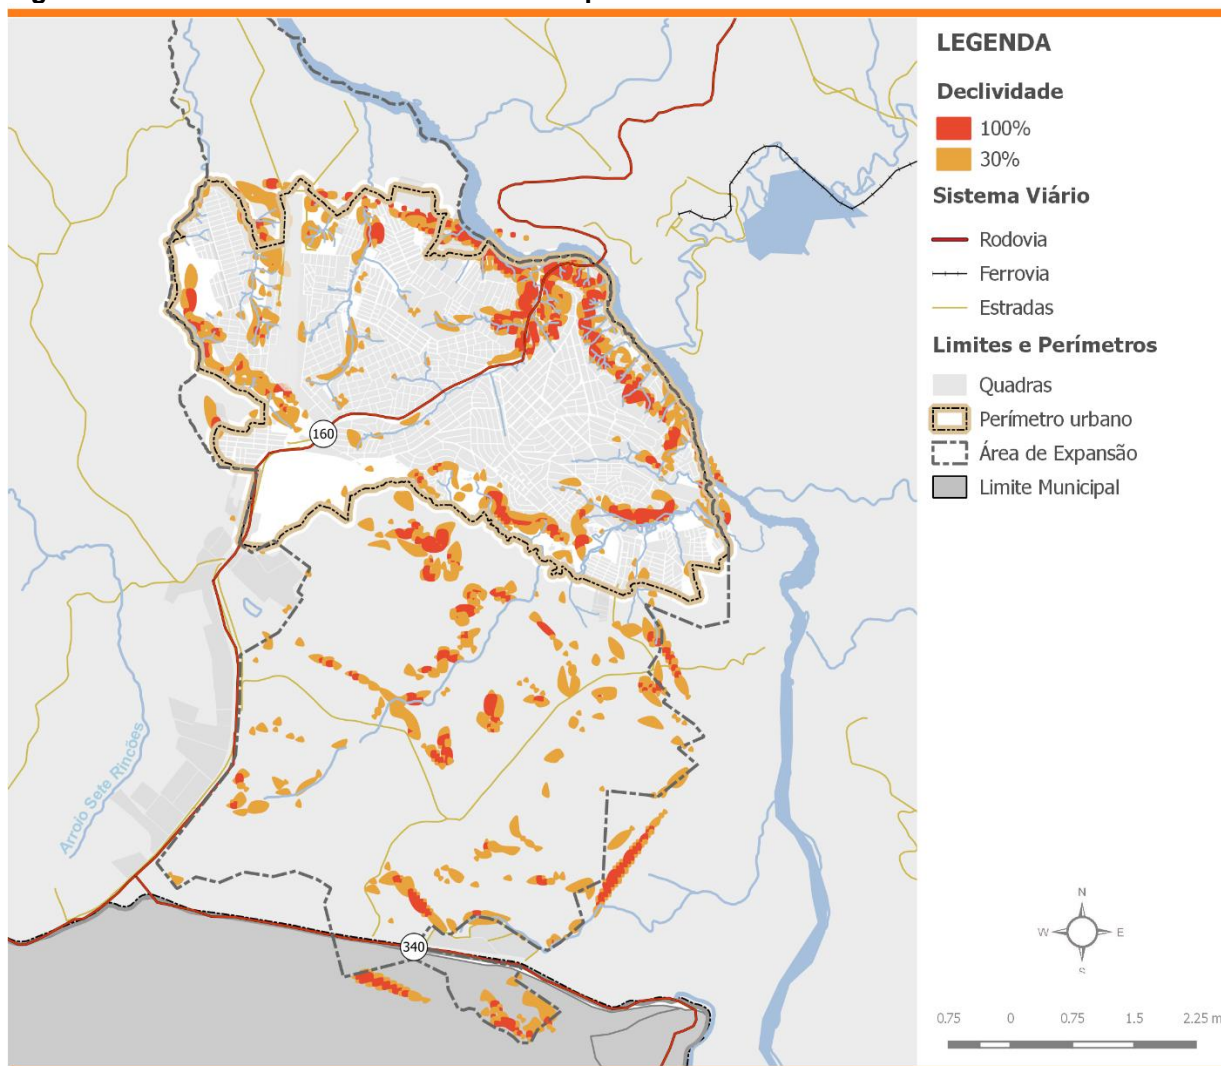 LEGENDA
Declividade
100%
30%
Sistema Viário
Rodovia
Ferrovia
Estradas
Limites e Perímetros
Quadras
Perímetro urbano
Área de Expansão
Limite Municipal
160
Arroio Sete Rincões
340
N
W E
S
0.75 0 0.75 1.5 2.25 m